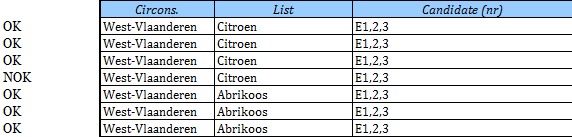 Circons. List Candidate (nr)
OK West-Vlaanderen Citroen E1,2,3
OK West-Vlaanderen Citroen E1,2,3
OK West-Vlaanderen Citroen E1,2,3
NOK West-Vlaanderen Citroen E1,2,3
OK West-Vlaanderen Abrikoos E1,2,3
OK West-Vlaanderen Abrikoos E1,2,3
OK West-Vlaanderen Abrikoos E1,2,3